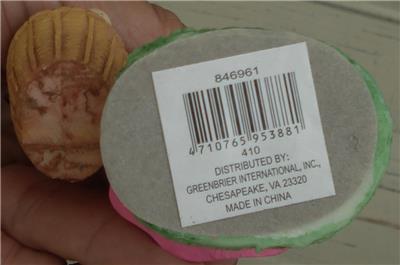 846961
4 710765 953881
410
DISTRIBUTED BY:
GREENBRIER INTERNATIONAL, INC.,
CHESAPEAKE, VA 23320
MADE IN CHINA